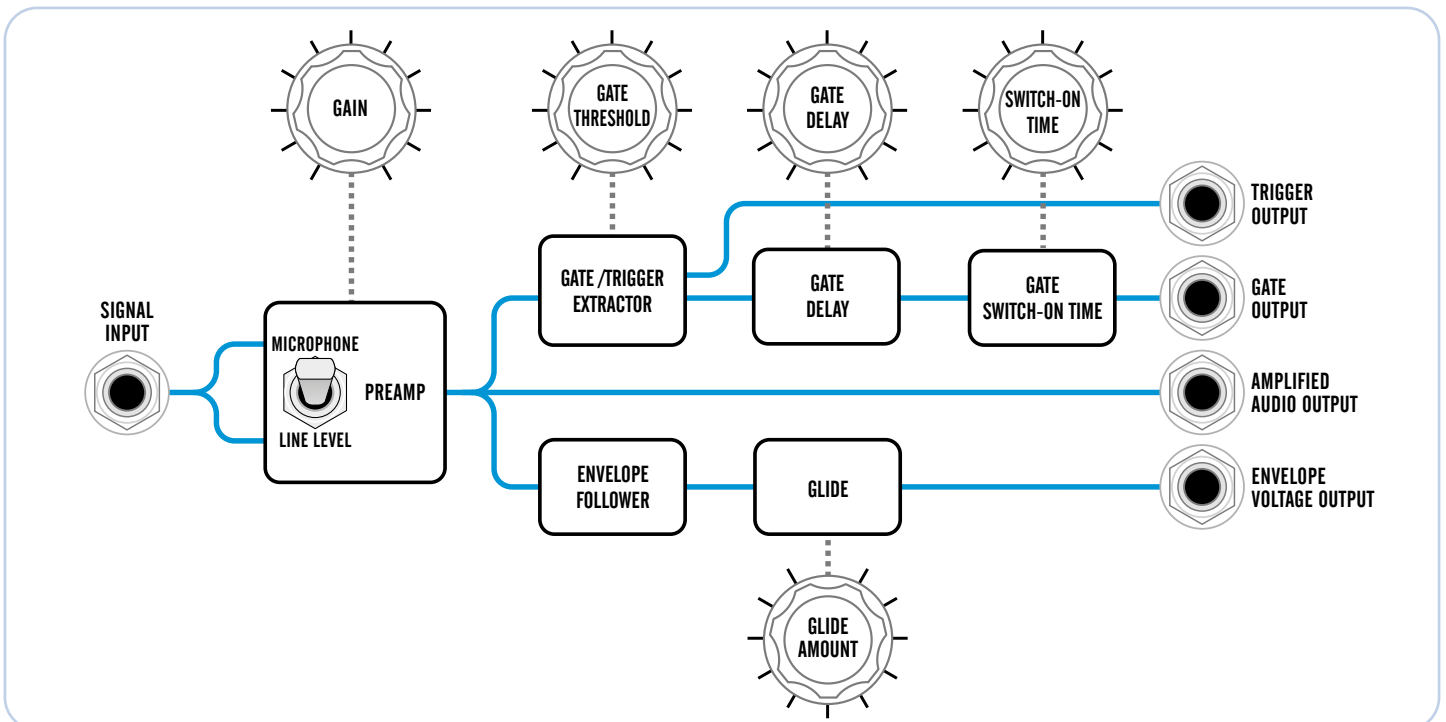 GAIN
GATE
THRESHOLD
GATE
DELAY
SWITCH-ON
TIME
TRIGGER
OUTPUT
GATE /TRIGGER
EXTRACTOR
GATE
DELAY
GATE
SWITCH-ON TIME
GATE
OUTPUT
SIGNAL
INPUT
MICROPHONE
PREAMP
LINE LEVEL
AMPLIFIED
AUDIO OUTPUT
ENVELOPE
FOLLOWER
GLIDE
ENVELOPE
VOLTAGE OUTPUT
GLIDE
AMOUNT